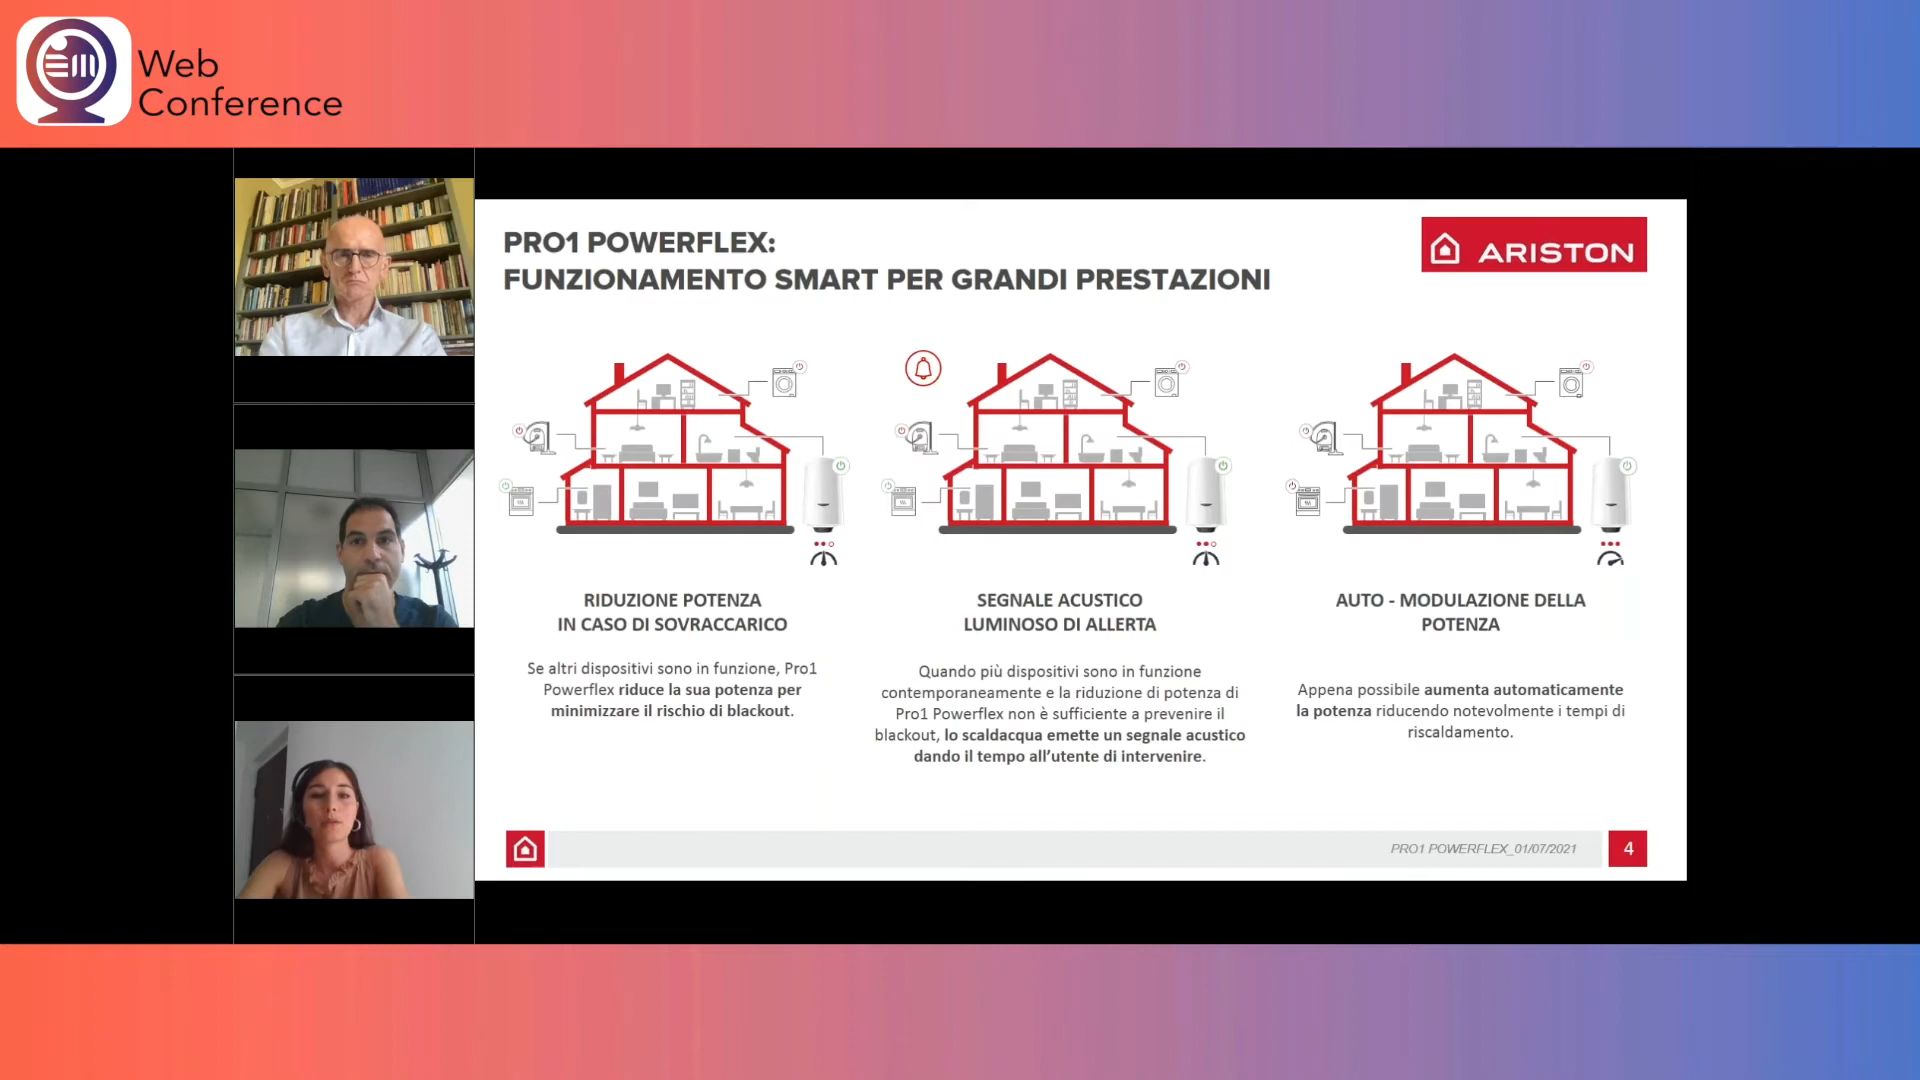 Web
Conference
PRO1 POWERFLEX:
FUNZIONAMENTO SMART PER GRANDI PRESTAZIONI
ARISTON
RIDUZIONE POTENZA
IN CASO DI SOVRACCARICO
Se altri dispositivi sono in funzione, Pro1
Powerflex riduce la sua potenza per
minimizzare il rischio di blackout.
SEGNALE ACUSTICO
LUMINOSO DI ALLERTA
Quando più dispositivi sono in funzione
contemporaneamente e la riduzione di potenza di
Pro1 Powerflex non è sufficiente a prevenire il
blackout, lo scaldacqua emette un segnale acustico
dando il tempo all'utente di intervenire.
AUTO - MODULAZIONE DELLA
POTENZA
Appena possibile aumenta automaticamente
la potenza riducendo notevolmente i tempi di
riscaldamento.
PRO1 POWERFLEX_01/07/2021
4